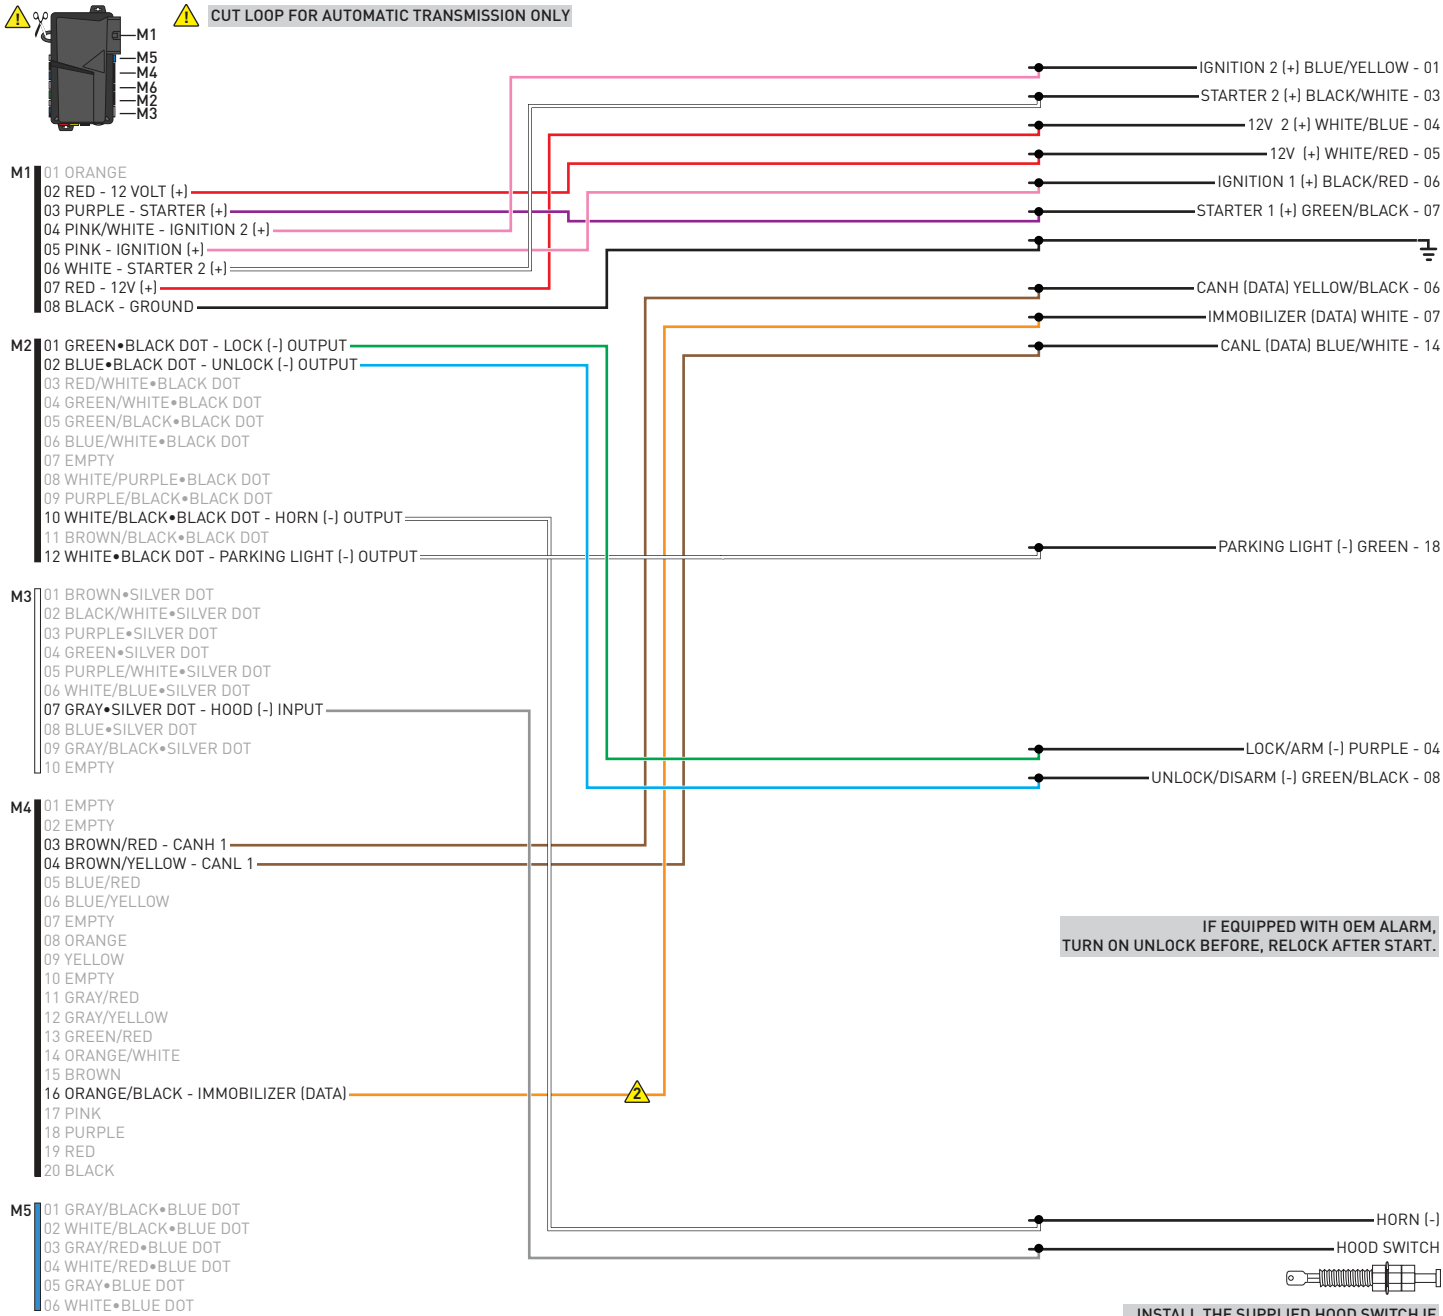 CUT LOOP FOR AUTOMATIC TRANSMISSION ONLY
M1
M5
M4
M6
M2
M3
M1
01 ORANGE
02 RED - 12 VOLT (+)
03 PURPLE - STARTER (+)
04 PINK/WHITE - IGNITION 2 (+)
05 PINK - IGNITION (+)
06 WHITE - STARTER 2 (+)
07 RED - 12V (+)
08 BLACK - GROUND
M2
01 GREEN•BLACK DOT - LOCK (-) OUTPUT
02 BLUE•BLACK DOT - UNLOCK (-) OUTPUT
03 RED/WHITE•BLACK DOT
04 GREEN/WHITE•BLACK DOT
05 GREEN/BLACK•BLACK DOT
06 BLUE/WHITE•BLACK DOT
07 EMPTY
08 WHITE/PURPLE•BLACK DOT
09 PURPLE/BLACK•BLACK DOT
10 WHITE/BLACK•BLACK DOT - HORN (-) OUTPUT
11 BROWN/BLACK•BLACK DOT
12 WHITE•BLACK DOT - PARKING LIGHT (-) OUTPUT
M3
01 BROWN•SILVER DOT
02 BLACK/WHITE•SILVER DOT
03 PURPLE•SILVER DOT
04 GREEN•SILVER DOT
05 PURPLE/WHITE•SILVER DOT
06 WHITE/BLUE•SILVER DOT
07 GRAY•SILVER DOT - HOOD (-) INPUT
08 BLUE•SILVER DOT
09 GRAY/BLACK•SILVER DOT
10 EMPTY
M4
01 EMPTY
02 EMPTY
03 BROWN/RED - CANH 1
04 BROWN/YELLOW - CANL 1
05 BLUE/RED
06 BLUE/YELLOW
07 EMPTY
08 ORANGE
09 YELLOW
10 EMPTY
11 GRAY/RED
12 GRAY/YELLOW
13 GREEN/RED
14 ORANGE/WHITE
15 BROWN
16 ORANGE/BLACK - IMMOBILIZER (DATA)
17 PINK
18 PURPLE
19 RED
20 BLACK
M5
01 GRAY/BLACK•BLUE DOT
02 WHITE/BLACK•BLUE DOT
03 GRAY/RED•BLUE DOT
04 WHITE/RED•BLUE DOT
05 GRAY•BLUE DOT
06 WHITE•BLUE DOT
2
IGNITION 2 (+) BLUE/YELLOW - 01
STARTER 2 (+) BLACK/WHITE - 03
12V 2 (+) WHITE/BLUE - 04
12V (+) WHITE/RED - 05
IGNITION 1 (+) BLACK/RED - 06
STARTER 1 (+) GREEN/BLACK - 07
CANH (DATA) YELLOW/BLACK - 06
IMMOBILIZER (DATA) WHITE - 07
CANL (DATA) BLUE/WHITE - 14
PARKING LIGHT (-) GREEN - 18
LOCK/ARM (-) PURPLE - 04
UNLOCK/DISARM (-) GREEN/BLACK - 08
IF EQUIPPED WITH OEM ALARM,
TURN ON UNLOCK BEFORE, RELOCK AFTER START.
HORN (-)
HOOD SWITCH
INSTALL THE SUPPLIED HOOD SWITCH IF